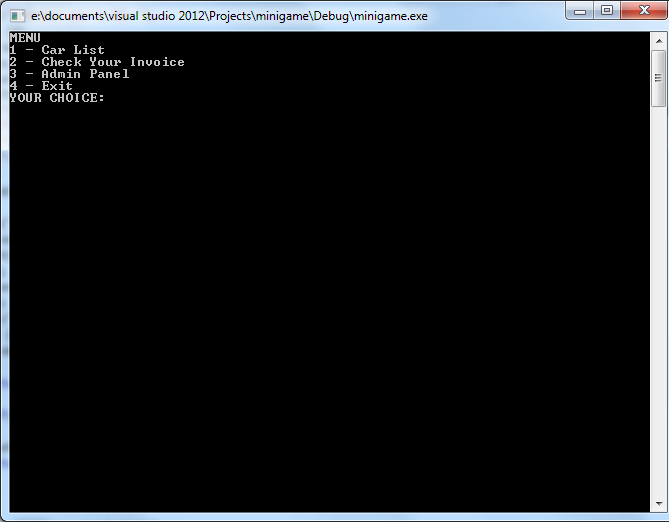 e:\documents\visual studio 2012\Projects\minigame\Debug\minigame.exe
MENU
1 - Car List
2 - Check Your Invoice
3 - Admin Panel
4 - Exit
YOUR CHOICE: